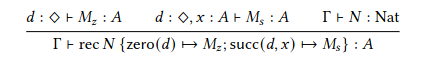 d : ◇ ⊢ M_z : A    d : ◇, x : A ⊢ M_s : A    Γ ⊢ N : Nat
Γ ⊢ rec N {zero(d) ↦ M_z; succ(d, x) ↦ M_s} : A